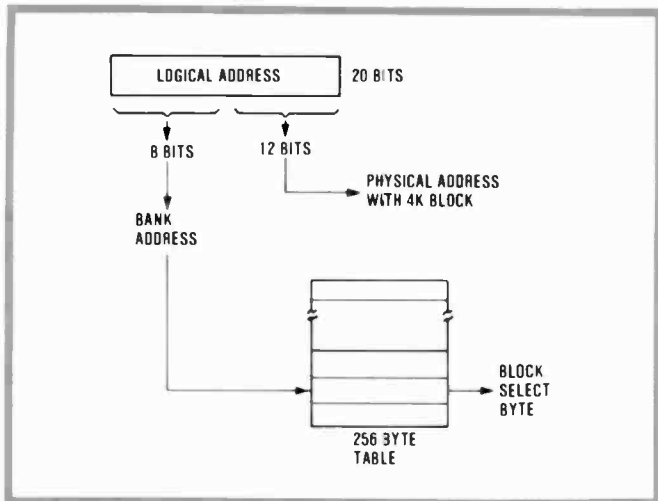 LOGICAL ADDRESS
20 BITS
8 BITS
12 BITS
PHYSICAL ADDRESS
WITH 4K BLOCK
BANK
ADDRESS
BLOCK
SELECT
BYTE
256 BYTE
TABLE